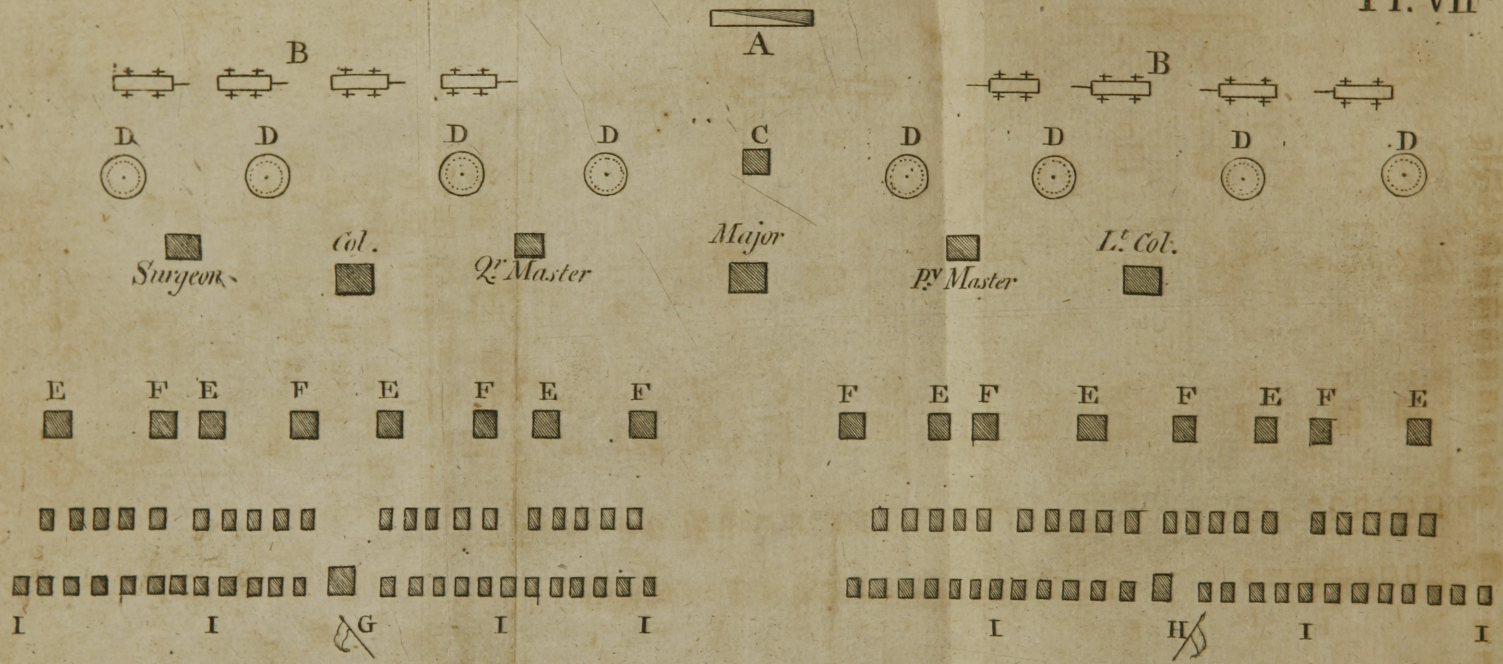 Pl. VII
A
B B
D D D D C D D D D
Col. Major Lt. Col.
Surgeon Qr. Master Py. Master
E F E F E F E F F E F E F E F E
I I G I I I H I I